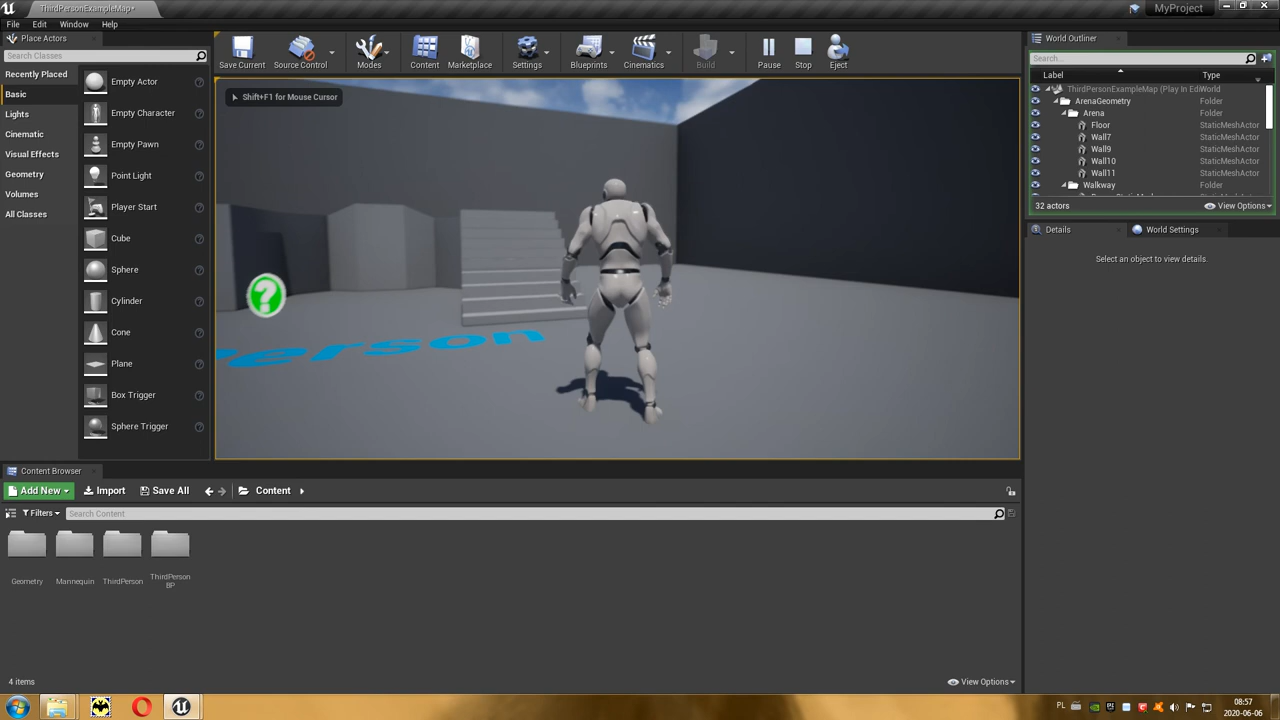 ThirdPersonExampleMap*
MyProject
File Edit Window Help
Place Actors
Search Classes
Recently Placed
Basic
Lights
Cinematic
Visual Effects
Geometry
Volumes
All Classes
Empty Actor
Empty Character
Empty Pawn
Point Light
Player Start
Cube
Sphere
Cylinder
Cone
Plane
Box Trigger
Sphere Trigger
Save Current
Source Control
Modes
Content
Marketplace
Settings
Blueprints
Cinematics
Build
Pause
Stop
Eject
Shift+F1 for Mouse Cursor
?
erson
World Outliner
Search...
Label Type
ThirdPersonExampleMap (Play In Edi World
ArenaGeometry Folder
Arena Folder
Floor StaticMeshActor
Wall7 StaticMeshActor
Wall9 StaticMeshActor
Wall10 StaticMeshActor
Wall11 StaticMeshActor
Walkway Folder
32 actors View Options
Details World Settings
Select an object to view details.
Content Browser
Add New Import Save All Content
Filters Search Content
Geometry
Mannequin
ThirdPerson
ThirdPerson
BP
4 items View Options
PL
08:57
2020-06-06